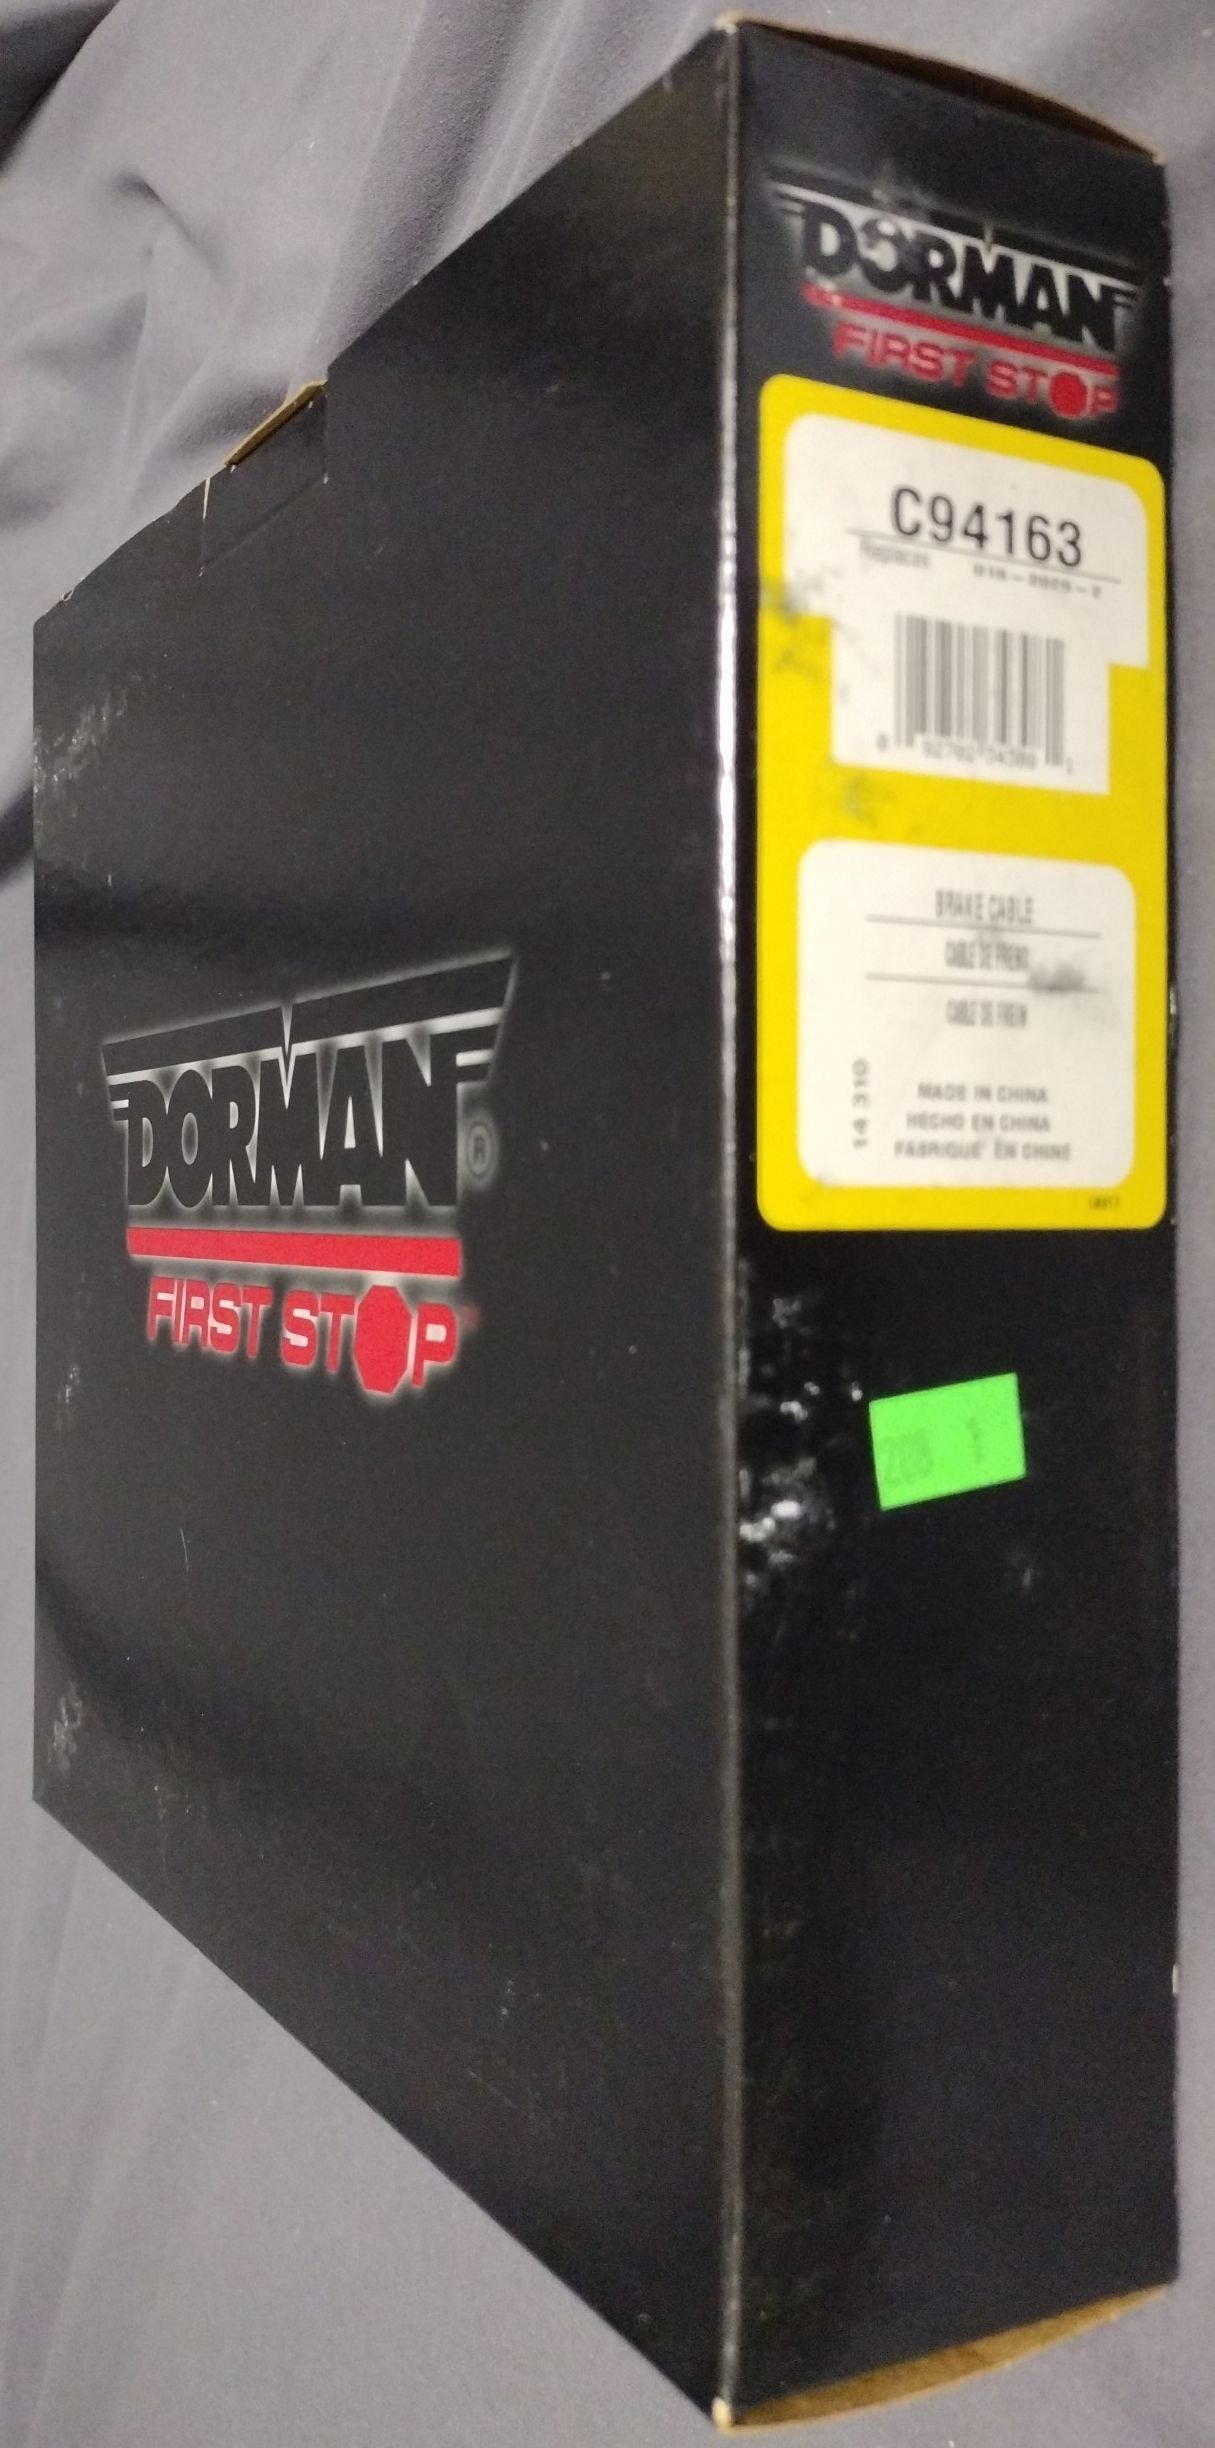 DORMAN®
FIRST STOP
DORMAN
FIRST STOP
C94163
Replaces
BRAKE CABLE
CABLE DE FRENO
CABLE DE FREIN
14 310
MADE IN CHINA
HECHO EN CHINA
FABRIQUE' EN CHINE